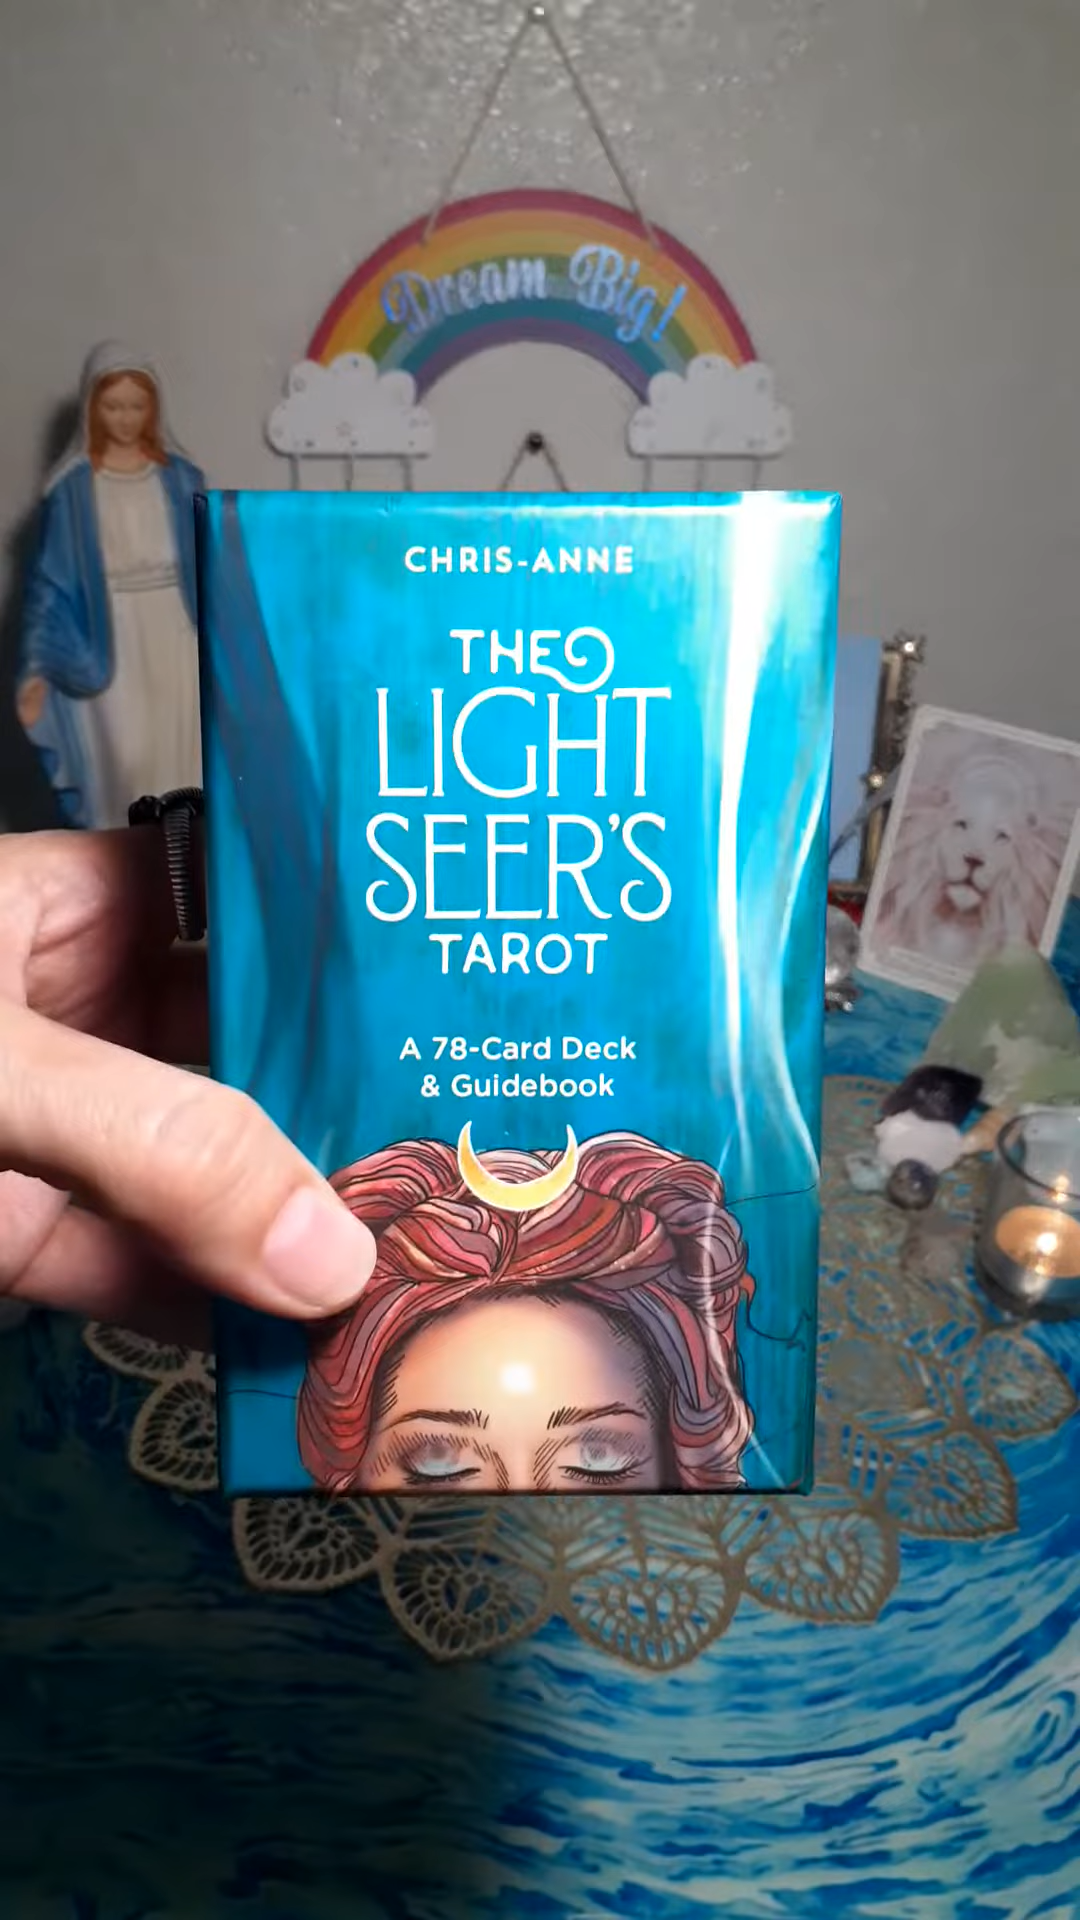 Dream Big!
CHRIS-ANNE
THE
LIGHT
SEER'S
TAROT
A 78-Card Deck
& Guidebook